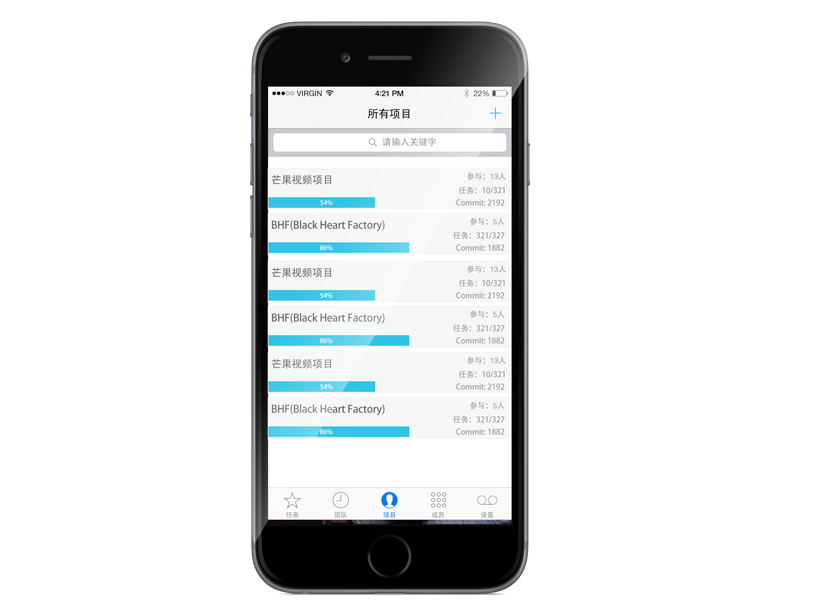 VIRGIN
4:21 PM
22%
所有项目
请输入关键字
芒果视频项目
参与：13人
任务：10/321
54%
Commit: 2192
BHF(Black Heart Factory)
参与：5人
任务：321/327
86%
Commit: 1882
芒果视频项目
参与：13人
任务：10/321
54%
Commit: 2192
BHF(Black Heart Factory)
参与：5人
任务：321/327
86%
Commit: 1882
芒果视频项目
参与：13人
任务：10/321
54%
Commit: 2192
BHF(Black Heart Factory)
参与：5人
任务：321/327
86%
Commit: 1882
任务
团队
项目
成员
设置